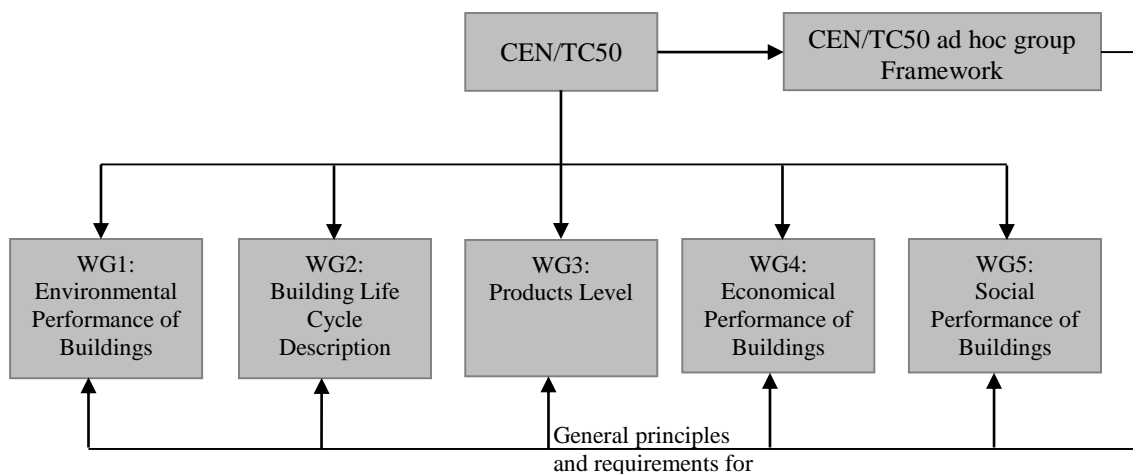 CEN/TC50
CEN/TC50 ad hoc group
Framework
WG1:
Environmental
Performance of
Buildings
WG2:
Building Life
Cycle
Description
WG3:
Products Level
WG4:
Economical
Performance of
Buildings
WG5:
Social
Performance of
Buildings
General principles
and requirements for